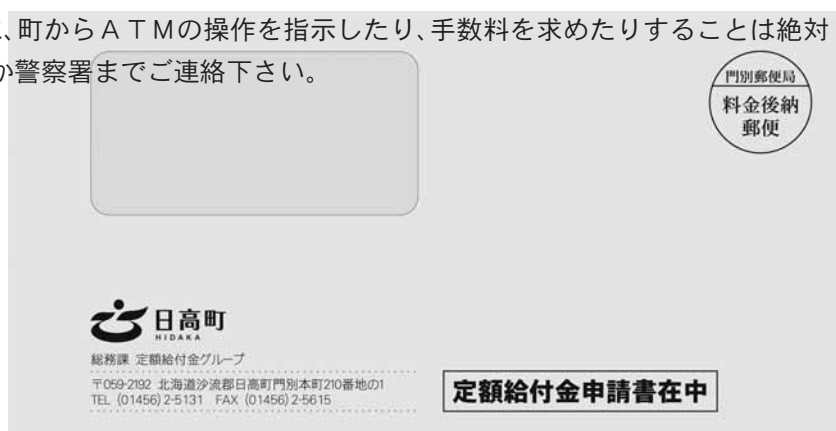 、町からＡＴＭの操作を指示したり、手数料を求めたりすることは絶対
か警察署までご連絡下さい。
門別郵便局
料金後納
郵便
日高町
HIDAKA
総務課 定額給付金グループ
〒059-2192 北海道沙流郡日高町門別本町210番地の1
TEL (01456) 2-5131 FAX (01456) 2-5615
定額給付金申請書在中